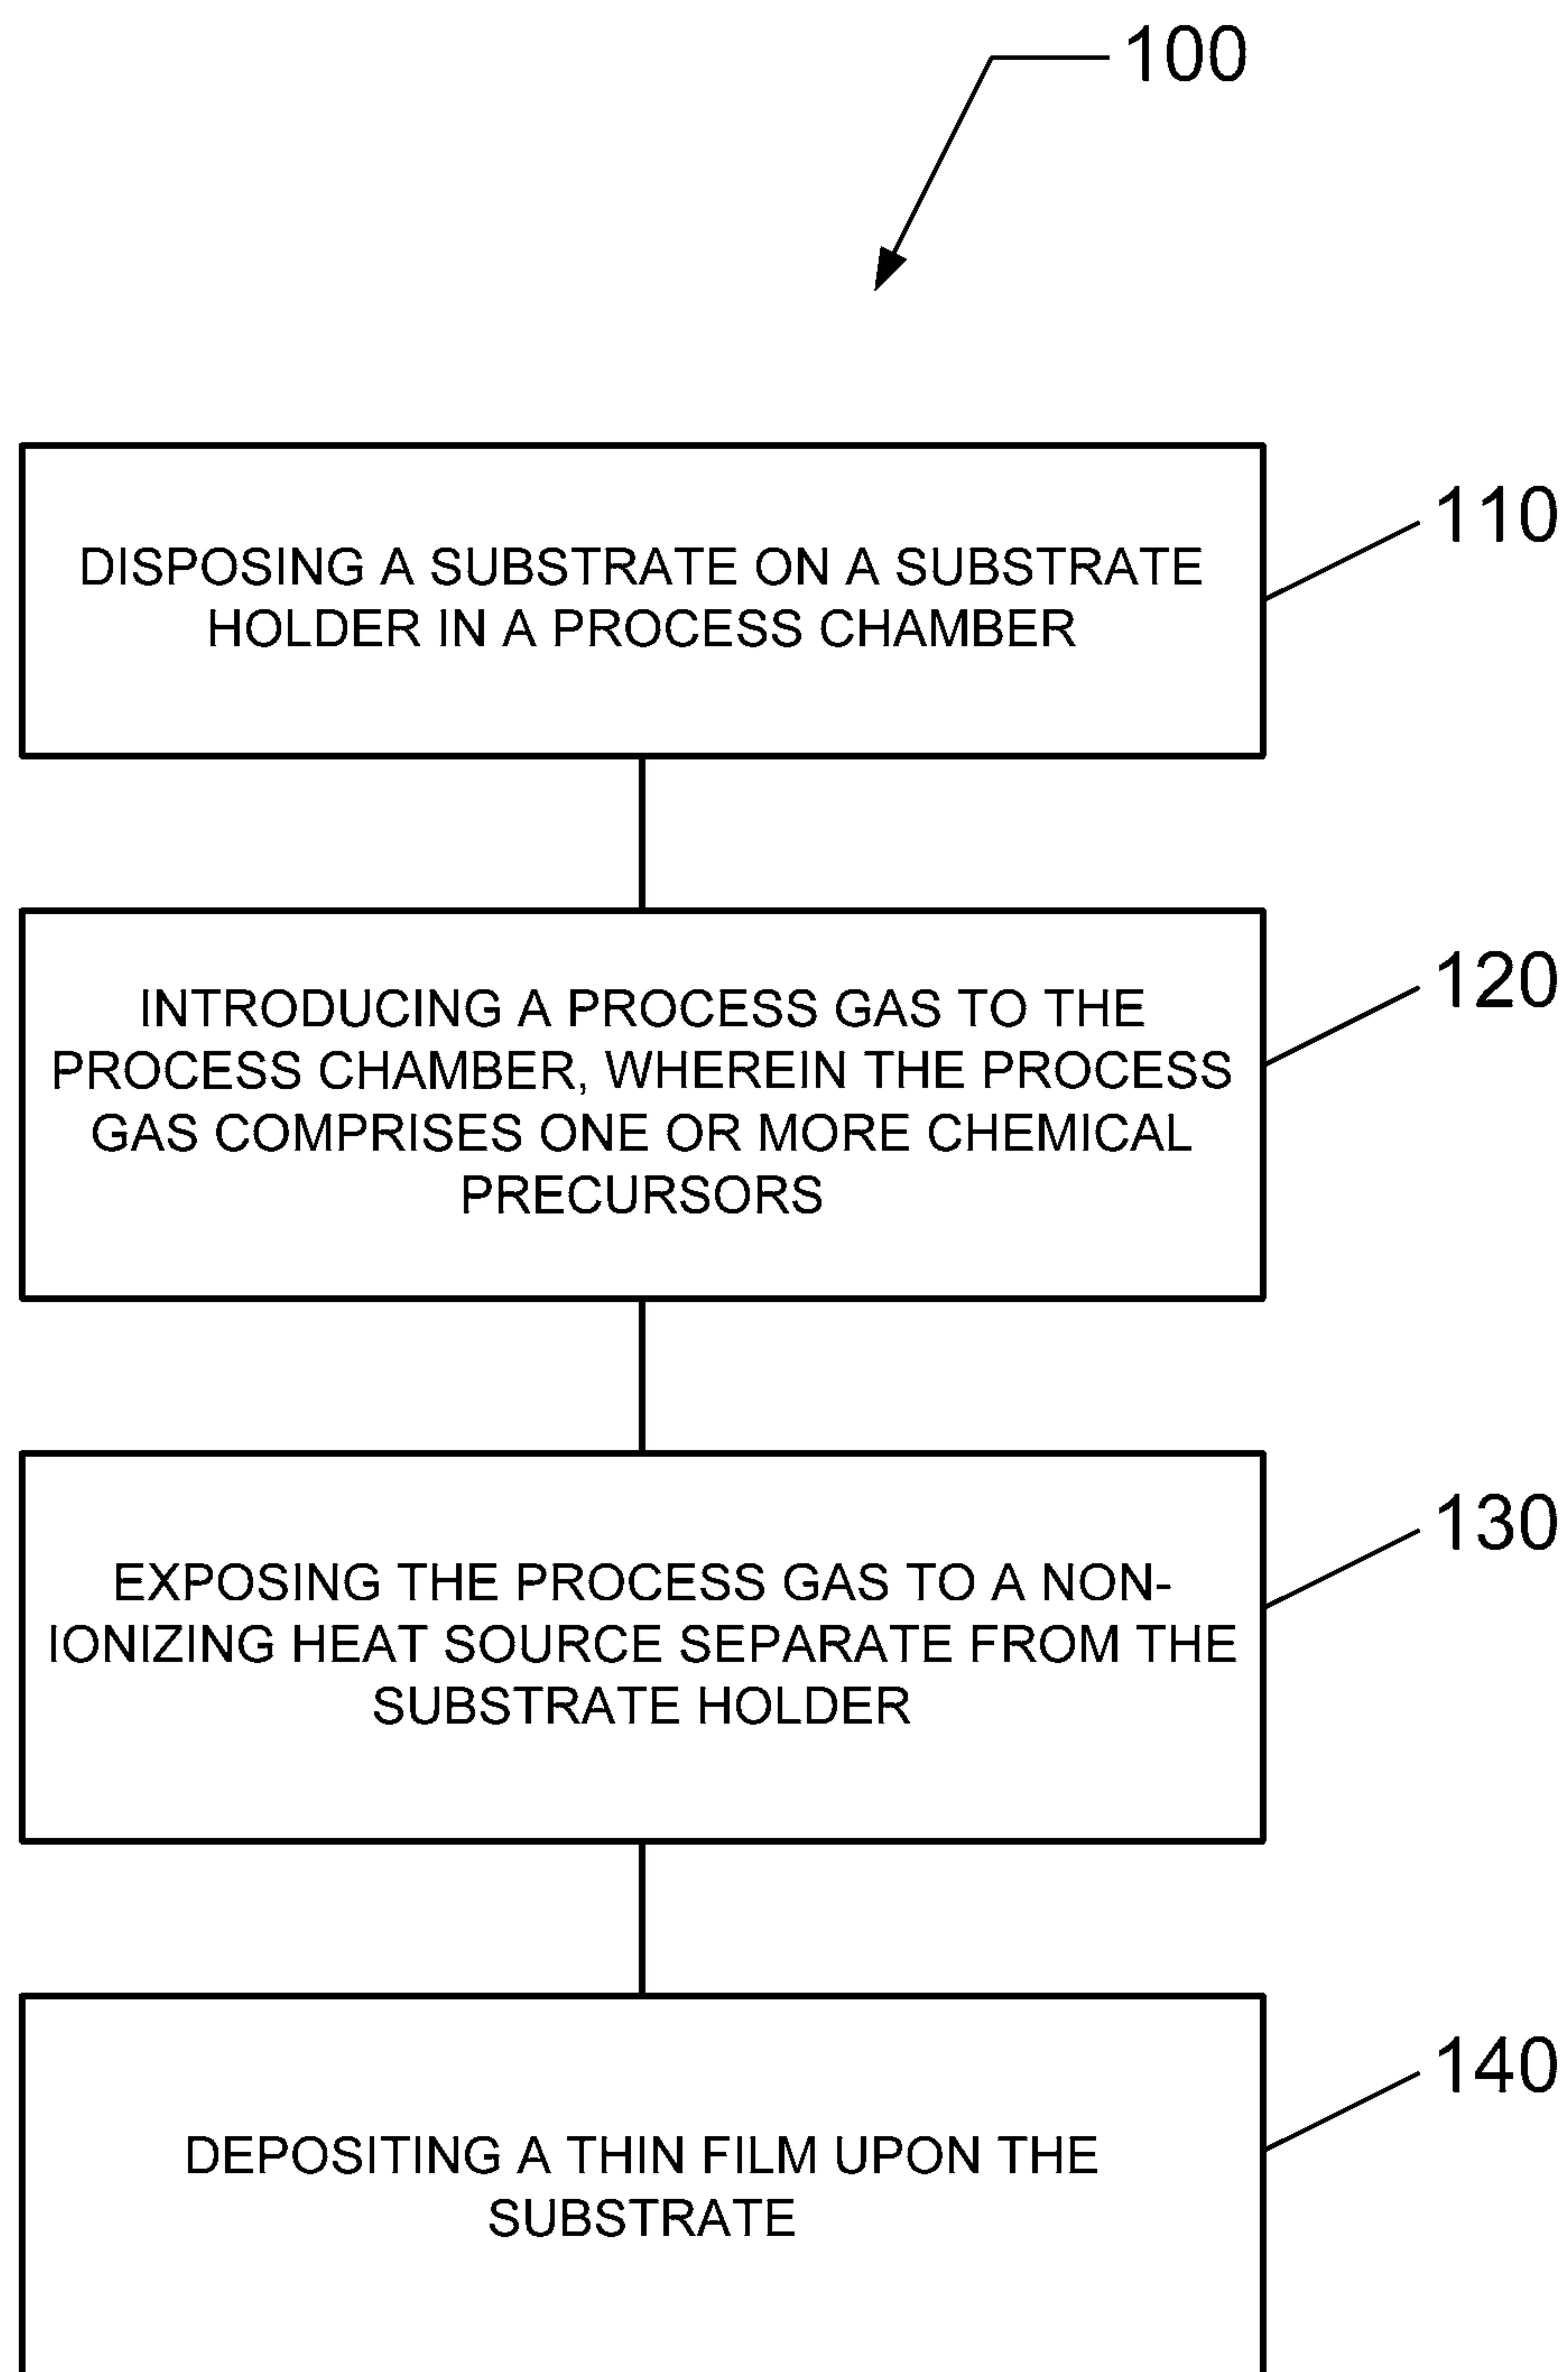 100
DISPOSING A SUBSTRATE ON A SUBSTRATE
HOLDER IN A PROCESS CHAMBER
110
INTRODUCING A PROCESS GAS TO THE
PROCESS CHAMBER, WHEREIN THE PROCESS
GAS COMPRISES ONE OR MORE CHEMICAL
PRECURSORS
120
EXPOSING THE PROCESS GAS TO A NON-
IONIZING HEAT SOURCE SEPARATE FROM THE
SUBSTRATE HOLDER
130
DEPOSITING A THIN FILM UPON THE
SUBSTRATE
140